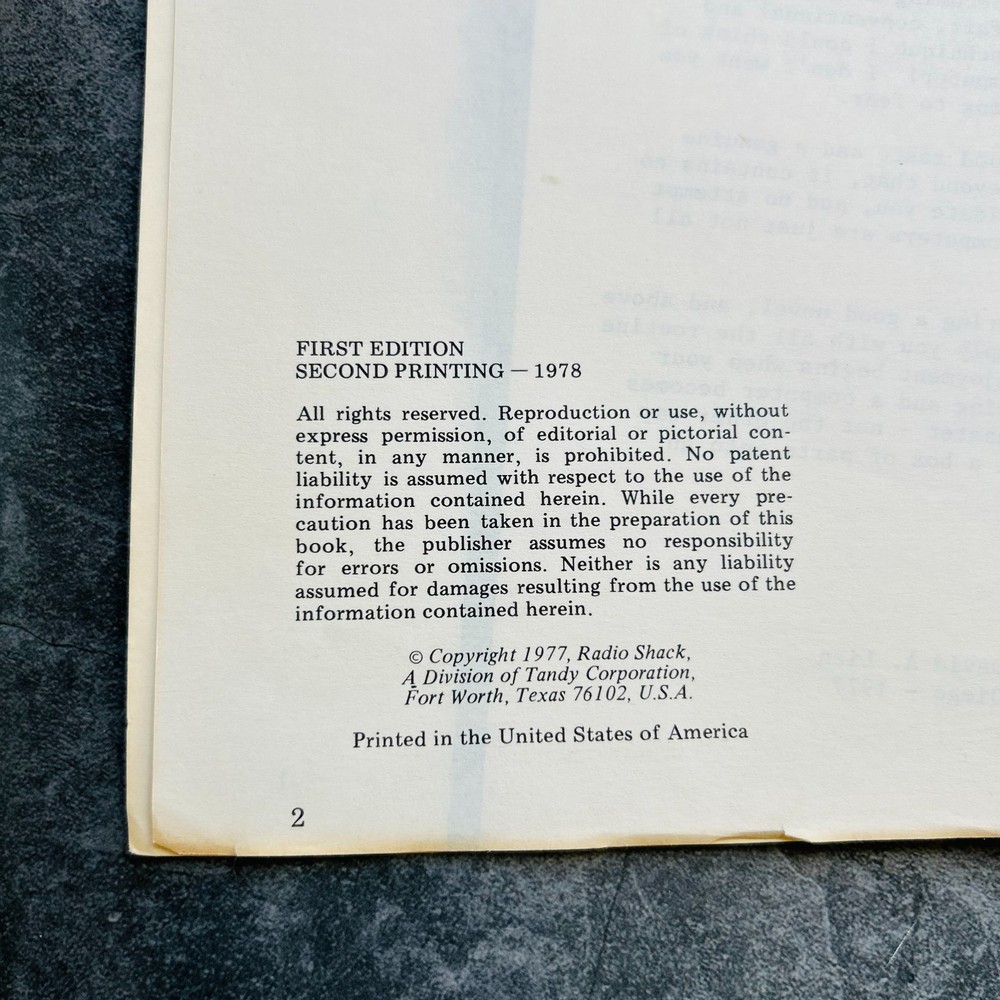 FIRST EDITION
SECOND PRINTING — 1978
All rights reserved. Reproduction or use, without
express permission, of editorial or pictorial con-
tent, in any manner, is prohibited. No patent
liability is assumed with respect to the use of the
information contained herein. While every pre-
caution has been taken in the preparation of this
book, the publisher assumes no responsibility
for errors or omissions. Neither is any liability
assumed for damages resulting from the use of the
information contained herein.
© Copyright 1977, Radio Shack,
A Division of Tandy Corporation,
Fort Worth, Texas 76102, U.S.A.
Printed in the United States of America
2